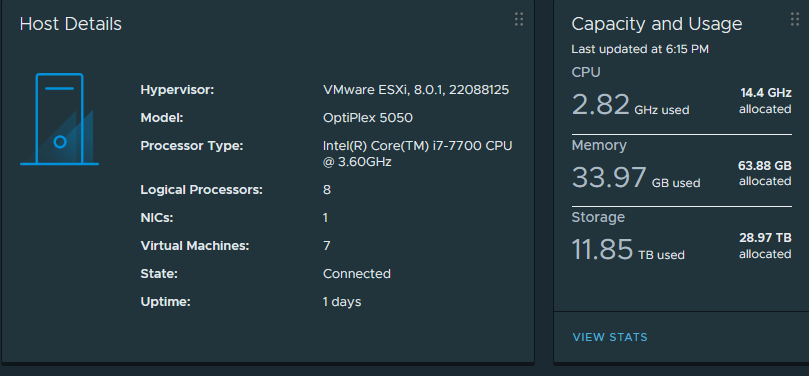 Host Details
Hypervisor: VMware ESXi, 8.0.1, 22088125
Model: OptiPlex 5050
Processor Type: Intel(R) Core(TM) i7-7700 CPU
@ 3.60GHz
Logical Processors: 8
NICs: 1
Virtual Machines: 7
State: Connected
Uptime: 1 days
Capacity and Usage
Last updated at 6:15 PM
CPU
2.82 GHz used 14.4 GHz
allocated
Memory
33.97 GB used 63.88 GB
allocated
Storage
11.85 TB used 28.97 TB
allocated
VIEW STATS